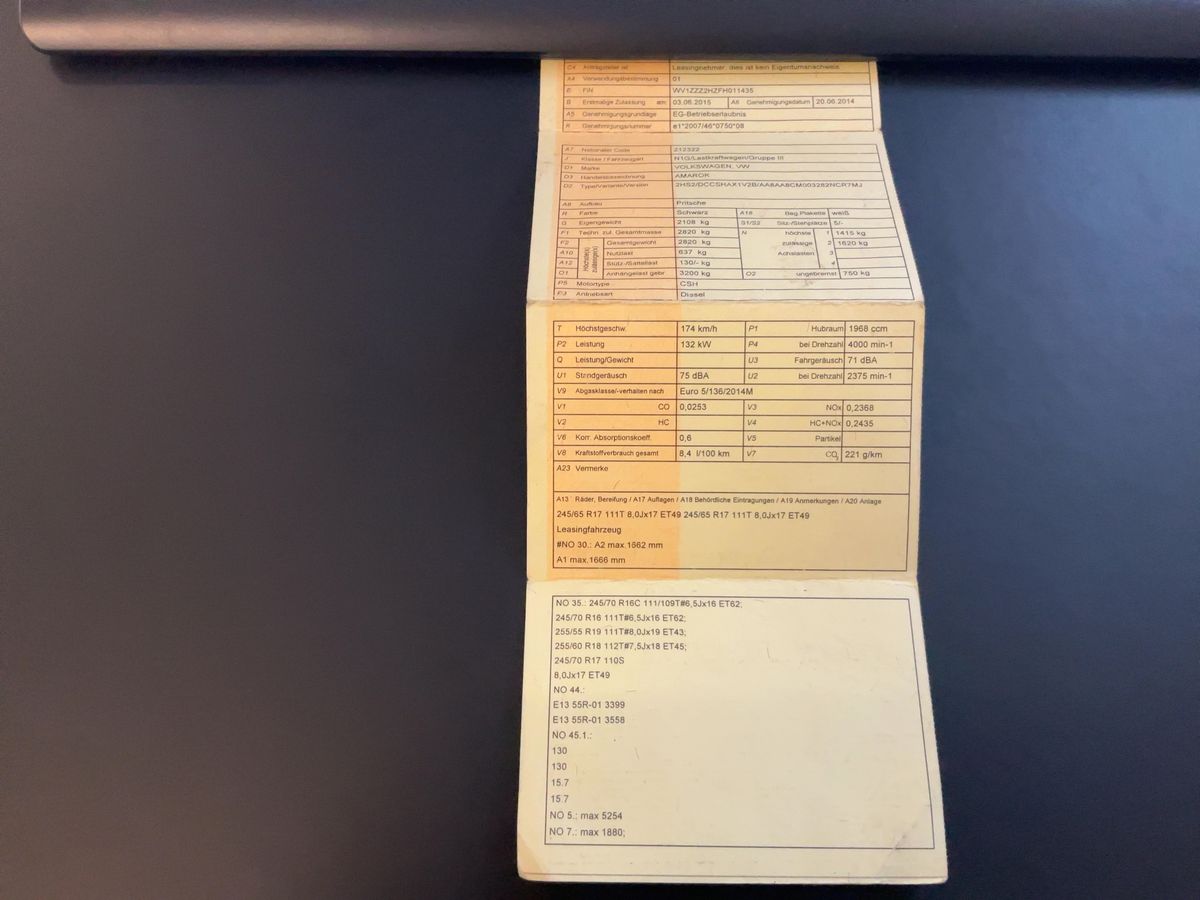 C4 Antragsteller ist Leasingnehmer, dies ist kein Eigentumsnachweis
A4 Verwendungsbestimmung 01
E FIN WV1ZZZ2HZFH011435
B Erstmalige Zulassung am: 03.06.2015 A6 Genehmigungsdatum 20.06.2014
A5 Genehmigungsgrundlage EG-Betriebserlaubnis
K Genehmigungsnummer e1*2007/46*0750*08
A7 Nationaler Code 212322
J Klasse / Fahrzeugart N1G/Lastkraftwagen/Gruppe III
D1 Marke VOLKSWAGEN, VW
D3 Handelsbezeichnung AMAROK
D2 Type/Variante/Version 2HS2/DCCSHAX1V2B/AA8AA8CM003282NCR7MJ
A8 Aufbau Pritsche
R Farbe Schwarz A16 Beg.Plakette weiß
G Eigengewicht 2108 kg S1/S2 Sitz-/Stehplätze 5/-
F1 Techn. zul. Gesamtmasse 2820 kg N höchste 1 1415 kg
Höchste(s) zulässige(s)
F2 Gesamtgewicht 2820 kg zulässige 2 1620 kg
A10 Nutzlast 637 kg Achslasten 3
A12 Stütz-/Sattellast 130/- kg 4
O1 Anhängelast gebr 3200 kg O2 ungebremst 750 kg
P5 Motortype CSH
P3 Antriebsart Diesel
T Höchstgeschw. 174 km/h P1 Hubraum 1968 ccm
P2 Leistung 132 kW P4 bei Drehzahl 4000 min-1
Q Leistung/Gewicht U3 Fahrgeräusch 71 dBA
U1 Standgeräusch 75 dBA U2 bei Drehzahl 2375 min-1
V9 Abgasklasse/-verhalten nach Euro 5/136/2014M
V1 CO 0,0253 V3 NOx 0,2368
V2 HC V4 HC+NOx 0,2435
V6 Korr. Absorptionskoeff. 0,6 V5 Partikel
V8 Kraftstoffverbrauch gesamt 8,4 l/100 km V7 CO2 221 g/km
A23 Vermerke
A13 Räder, Bereifung / A17 Auflagen / A18 Behördliche Eintragungen / A19 Anmerkungen / A20 Anlage
245/65 R17 111T 8,0Jx17 ET49 245/65 R17 111T 8,0Jx17 ET49
Leasingfahrzeug
#NO 30.: A2 max.1662 mm
A1 max.1666 mm
NO 35.: 245/70 R16C 111/109T#6,5Jx16 ET62;
245/70 R16 111T#6,5Jx16 ET62;
255/55 R19 111T#8,0Jx19 ET43;
255/60 R18 112T#7,5Jx18 ET45;
245/70 R17 110S
8,0Jx17 ET49
NO 44.:
E13 55R-01 3399
E13 55R-01 3558
NO 45.1.:
130
130
15.7
15.7
NO 5.: max 5254
NO 7.: max 1880;